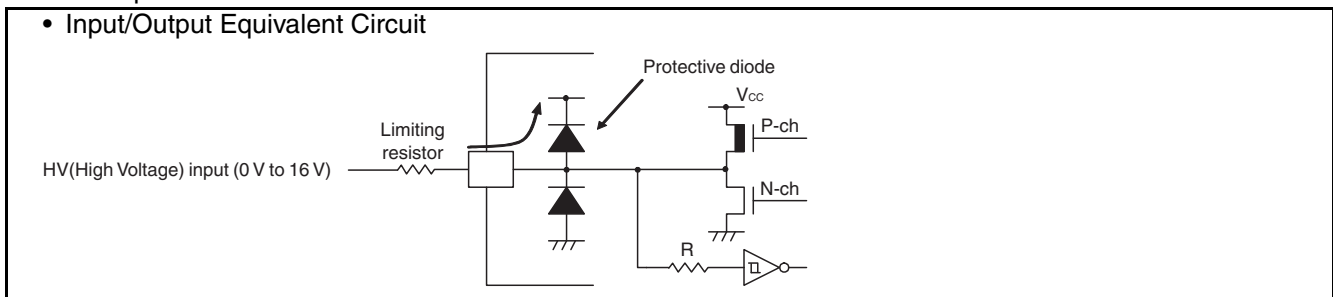 • Input/Output Equivalent Circuit
Protective diode
Vcc
P-ch
Limiting
resistor
HV(High Voltage) input (0 V to 16 V)
N-ch
R